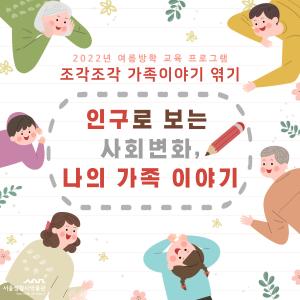 2022년 여름방학 교육 프로그램
조각조각 가족이야기 엮기
인구로 보는
사회변화,
나의 가족 이야기
서울생활사박물관